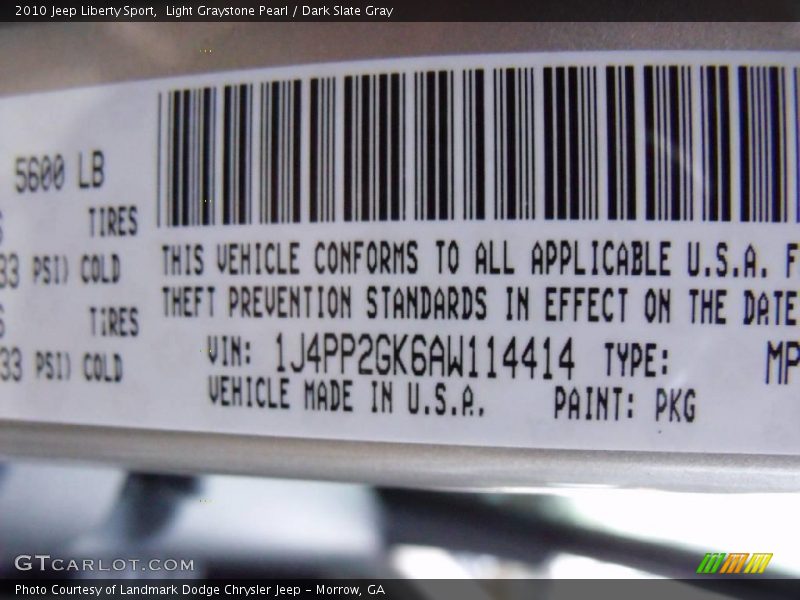 2010 Jeep Liberty Sport, Light Graystone Pearl / Dark Slate Gray
5600 LB
TIRES
33 PSI) COLD
TIRES
33 PSI) COLD
THIS VEHICLE CONFORMS TO ALL APPLICABLE U.S.A. F
THEFT PREVENTION STANDARDS IN EFFECT ON THE DATE
VIN: 1J4PP2GK6AW114414 TYPE: MP
VEHICLE MADE IN U.S.A. PAINT: PKG
GTCARLOT.COM
Photo Courtesy of Landmark Dodge Chrysler Jeep - Morrow, GA